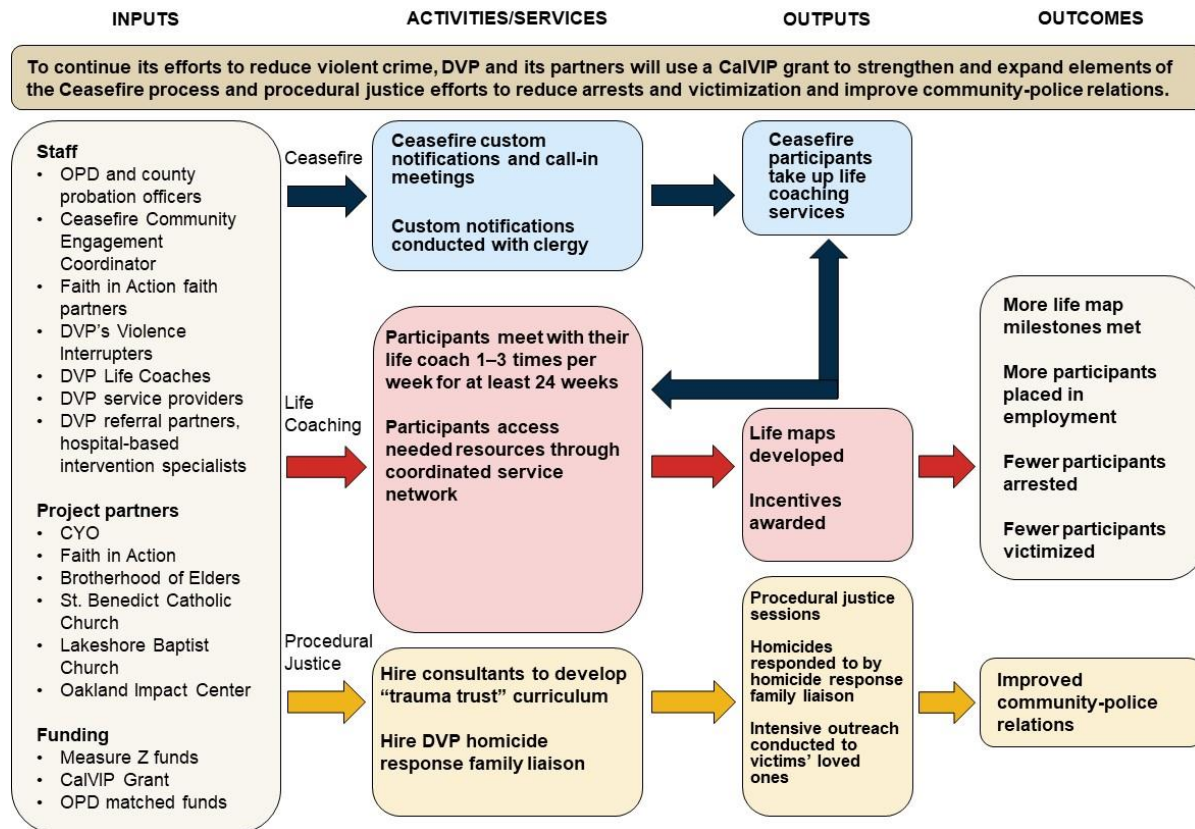 INPUTS
ACTIVITIES/SERVICES
OUTPUTS
OUTCOMES
To continue its efforts to reduce violent crime, DVP and its partners will use a CalVIP grant to strengthen and expand elements of
the Ceasefire process and procedural justice efforts to reduce arrests and victimization and improve community-police relations.
Staff
• OPD and county
probation officers
• Ceasefire Community
Engagement
Coordinator
• Faith in Action faith
partners
• DVP's Violence
Interrupters
• DVP Life Coaches
• DVP service providers
• DVP referral partners,
hospital-based
intervention specialists
Project partners
• CYO
• Faith in Action
• Brotherhood of Elders
• St. Benedict Catholic
Church
• Lakeshore Baptist
Church
• Oakland Impact Center
Funding
• Measure Z funds
• CalVIP Grant
• OPD matched funds
Ceasefire
Ceasefire custom
notifications and call-in
meetings
Custom notifications
conducted with clergy
Ceasefire
participants
take up life
coaching
services
Life
Coaching
Participants meet with their
life coach 1–3 times per
week for at least 24 weeks
Participants access
needed resources through
coordinated service
network
Life maps
developed
Incentives
awarded
More life map
milestones met
More participants
placed in
employment
Fewer participants
arrested
Fewer participants
victimized
Procedural
Justice
Hire consultants to develop
“trauma trust” curriculum
Hire DVP homicide
response family liaison
Procedural justice
sessions
Homicides
responded to by
homicide response
family liaison
Intensive outreach
conducted to
victims' loved
ones
Improved
community-police
relations